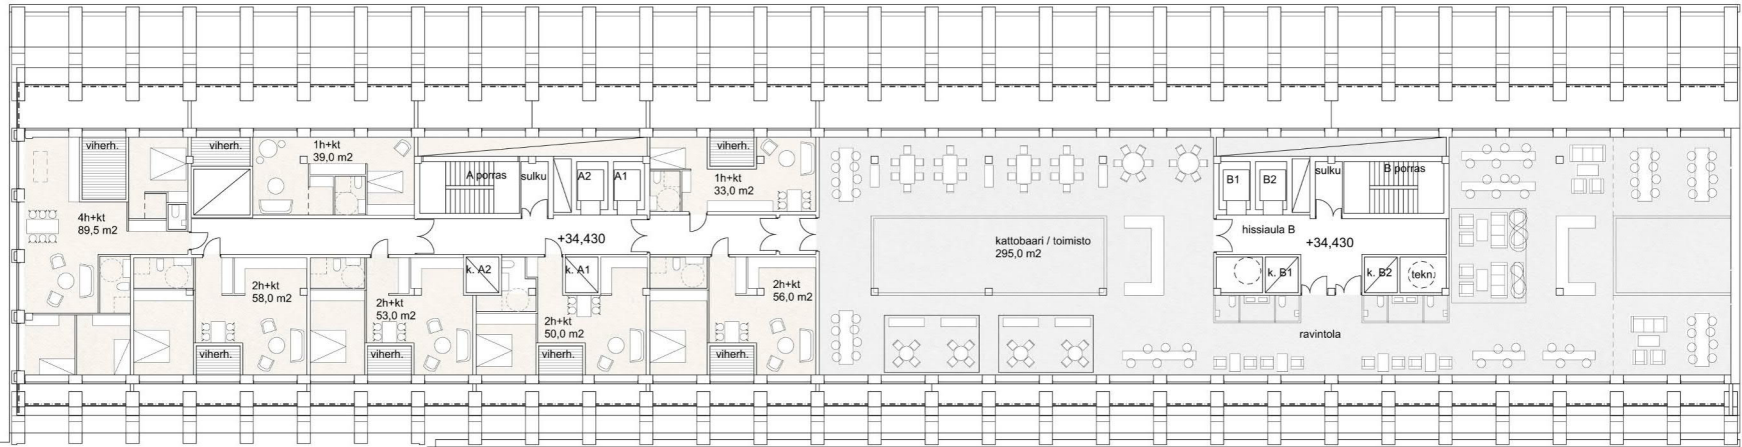 viherh.
viherh.
1h+kt
39,0 m2
viherh.
1h+kt
33,0 m2
A porras
sulku
A2
A1
B1
B2
sulku
B porras
4h+kt
89,5 m2
+34,430
kattobaari / toimisto
295,0 m2
hissiaula B
+34,430
k. A2
k. A1
k. B1
k. B2
tekn.
2h+kt
58,0 m2
2h+kt
53,0 m2
2h+kt
50,0 m2
2h+kt
56,0 m2
ravintola
viherh.
viherh.
viherh.
viherh.